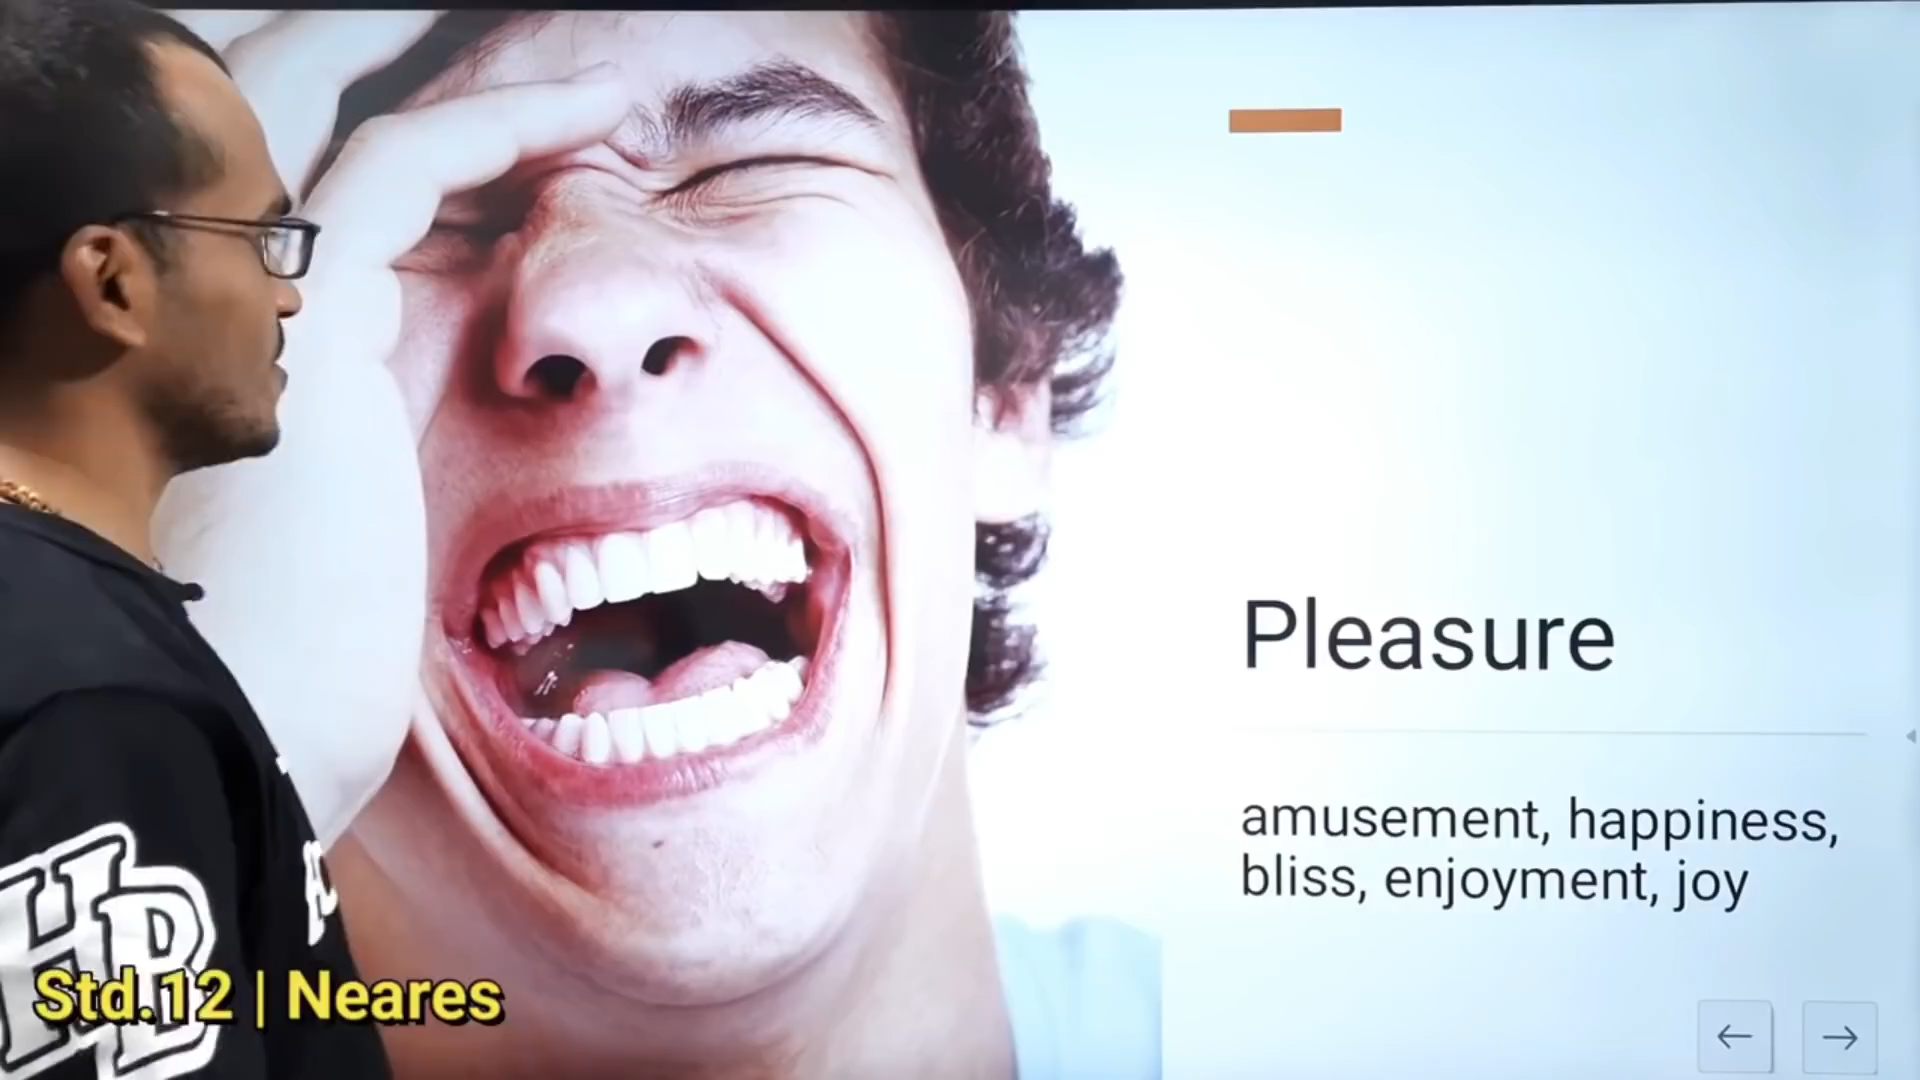 Pleasure
amusement, happiness,
bliss, enjoyment, joy
HB
Std.12 | Neares